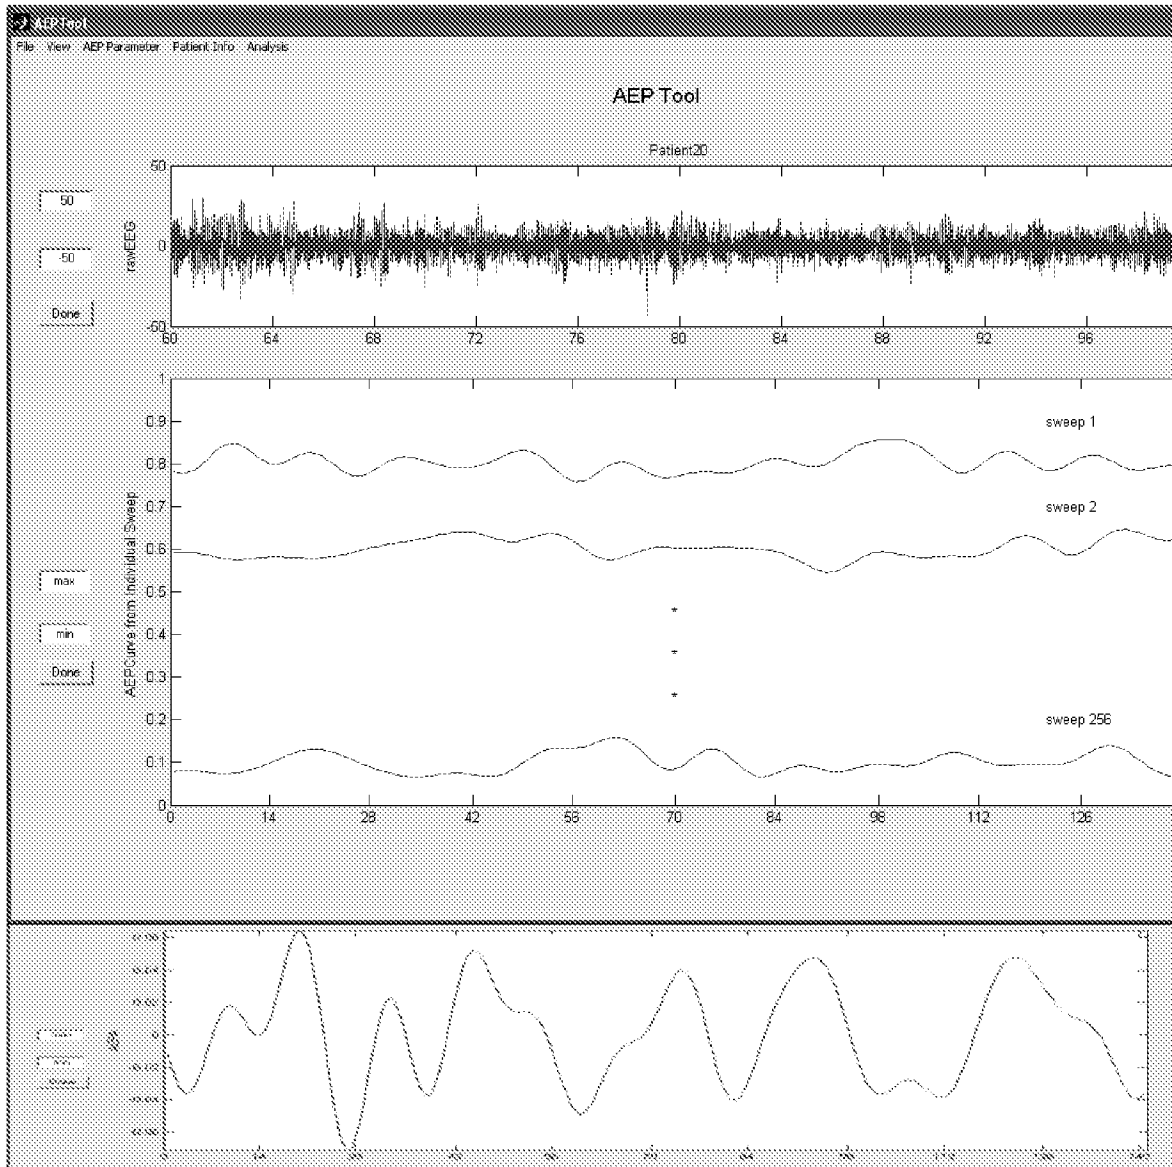 AEPTool
File View AEP Parameter Patient Info Analysis
AEP Tool
Patient20
50
-50
Done
rawEEG
50
0
-50
60 64 68 72 76 80 84 88 92 96
max
min
Done
AEPCurve from Individual Sweep
1
0.9
0.8
0.7
0.6
0.5
0.4
0.3
0.2
0.1
0
sweep 1
sweep 2
*
*
*
sweep 256
0 14 28 42 56 70 84 98 112 126